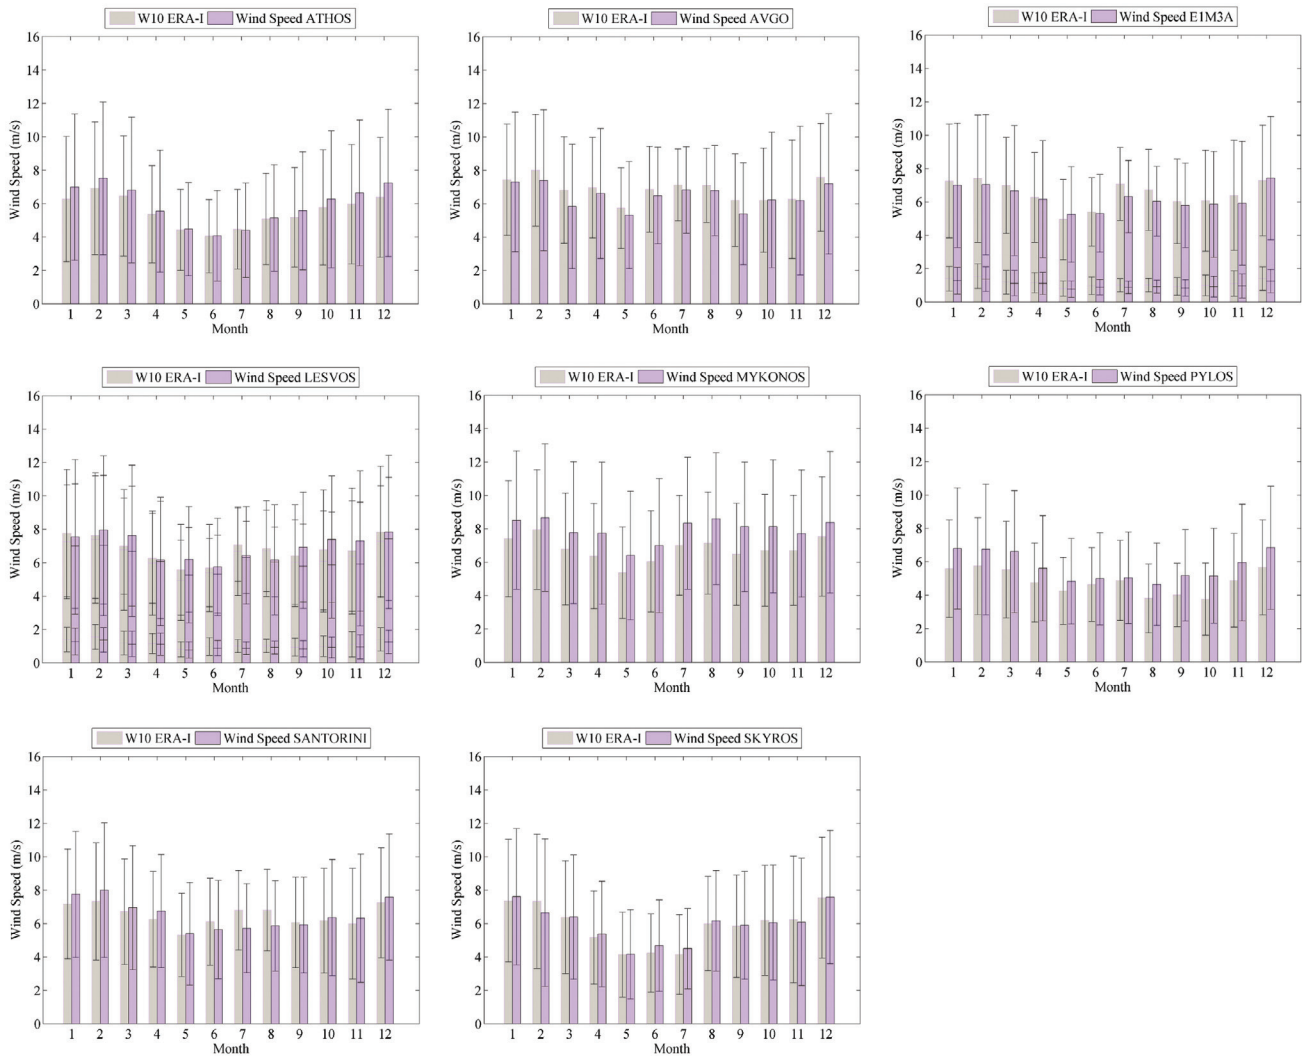 W10 ERA-I Wind Speed ATHOS
16
14
12
10
8
6
4
2
0
Wind Speed (m/s)
1 2 3 4 5 6 7 8 9 10 11 12
Month
W10 ERA-I Wind Speed AVGO
16
14
12
10
8
6
4
2
0
Wind Speed (m/s)
1 2 3 4 5 6 7 8 9 10 11 12
Month
W10 ERA-I Wind Speed E1M3A
16
14
12
10
8
6
4
2
0
Wind Speed (m/s)
1 2 3 4 5 6 7 8 9 10 11 12
Month
W10 ERA-I Wind Speed LESVOS
16
14
12
10
8
6
4
2
0
Wind Speed (m/s)
1 2 3 4 5 6 7 8 9 10 11 12
Month
W10 ERA-I Wind Speed MYKONOS
16
14
12
10
8
6
4
2
0
Wind Speed (m/s)
1 2 3 4 5 6 7 8 9 10 11 12
Month
W10 ERA-I Wind Speed PYLOS
16
14
12
10
8
6
4
2
0
Wind Speed (m/s)
1 2 3 4 5 6 7 8 9 10 11 12
Month
W10 ERA-I Wind Speed SANTORINI
16
14
12
10
8
6
4
2
0
Wind Speed (m/s)
1 2 3 4 5 6 7 8 9 10 11 12
Month
W10 ERA-I Wind Speed SKYROS
16
14
12
10
8
6
4
2
0
Wind Speed (m/s)
1 2 3 4 5 6 7 8 9 10 11 12
Month